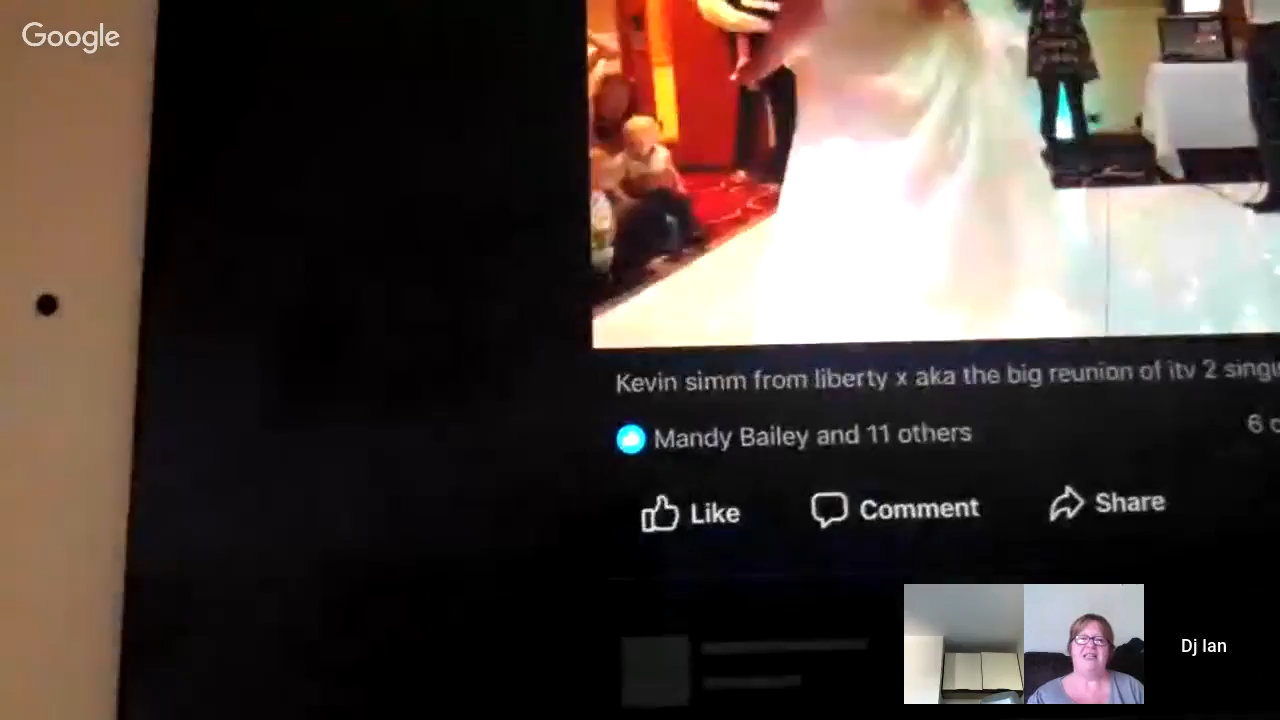 Google
Kevin simm from liberty x aka the big reunion of itv 2
Mandy Bailey and 11 others
6
Like
Comment
Share
Dj Ian